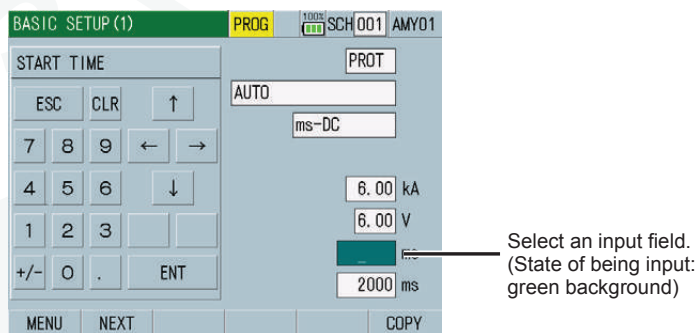 BASIC SETUP(1) PROG 100% SCH 001 AMY01
START TIME PROT
ESC CLR ↑ AUTO
ms-DC
7 8 9 ← →
4 5 6 ↓ 6.00 kA
1 2 3 6.00 V
_ ms
+/- 0 . ENT 2000 ms
MENU NEXT COPY
Select an input field.
(State of being input:
green background)